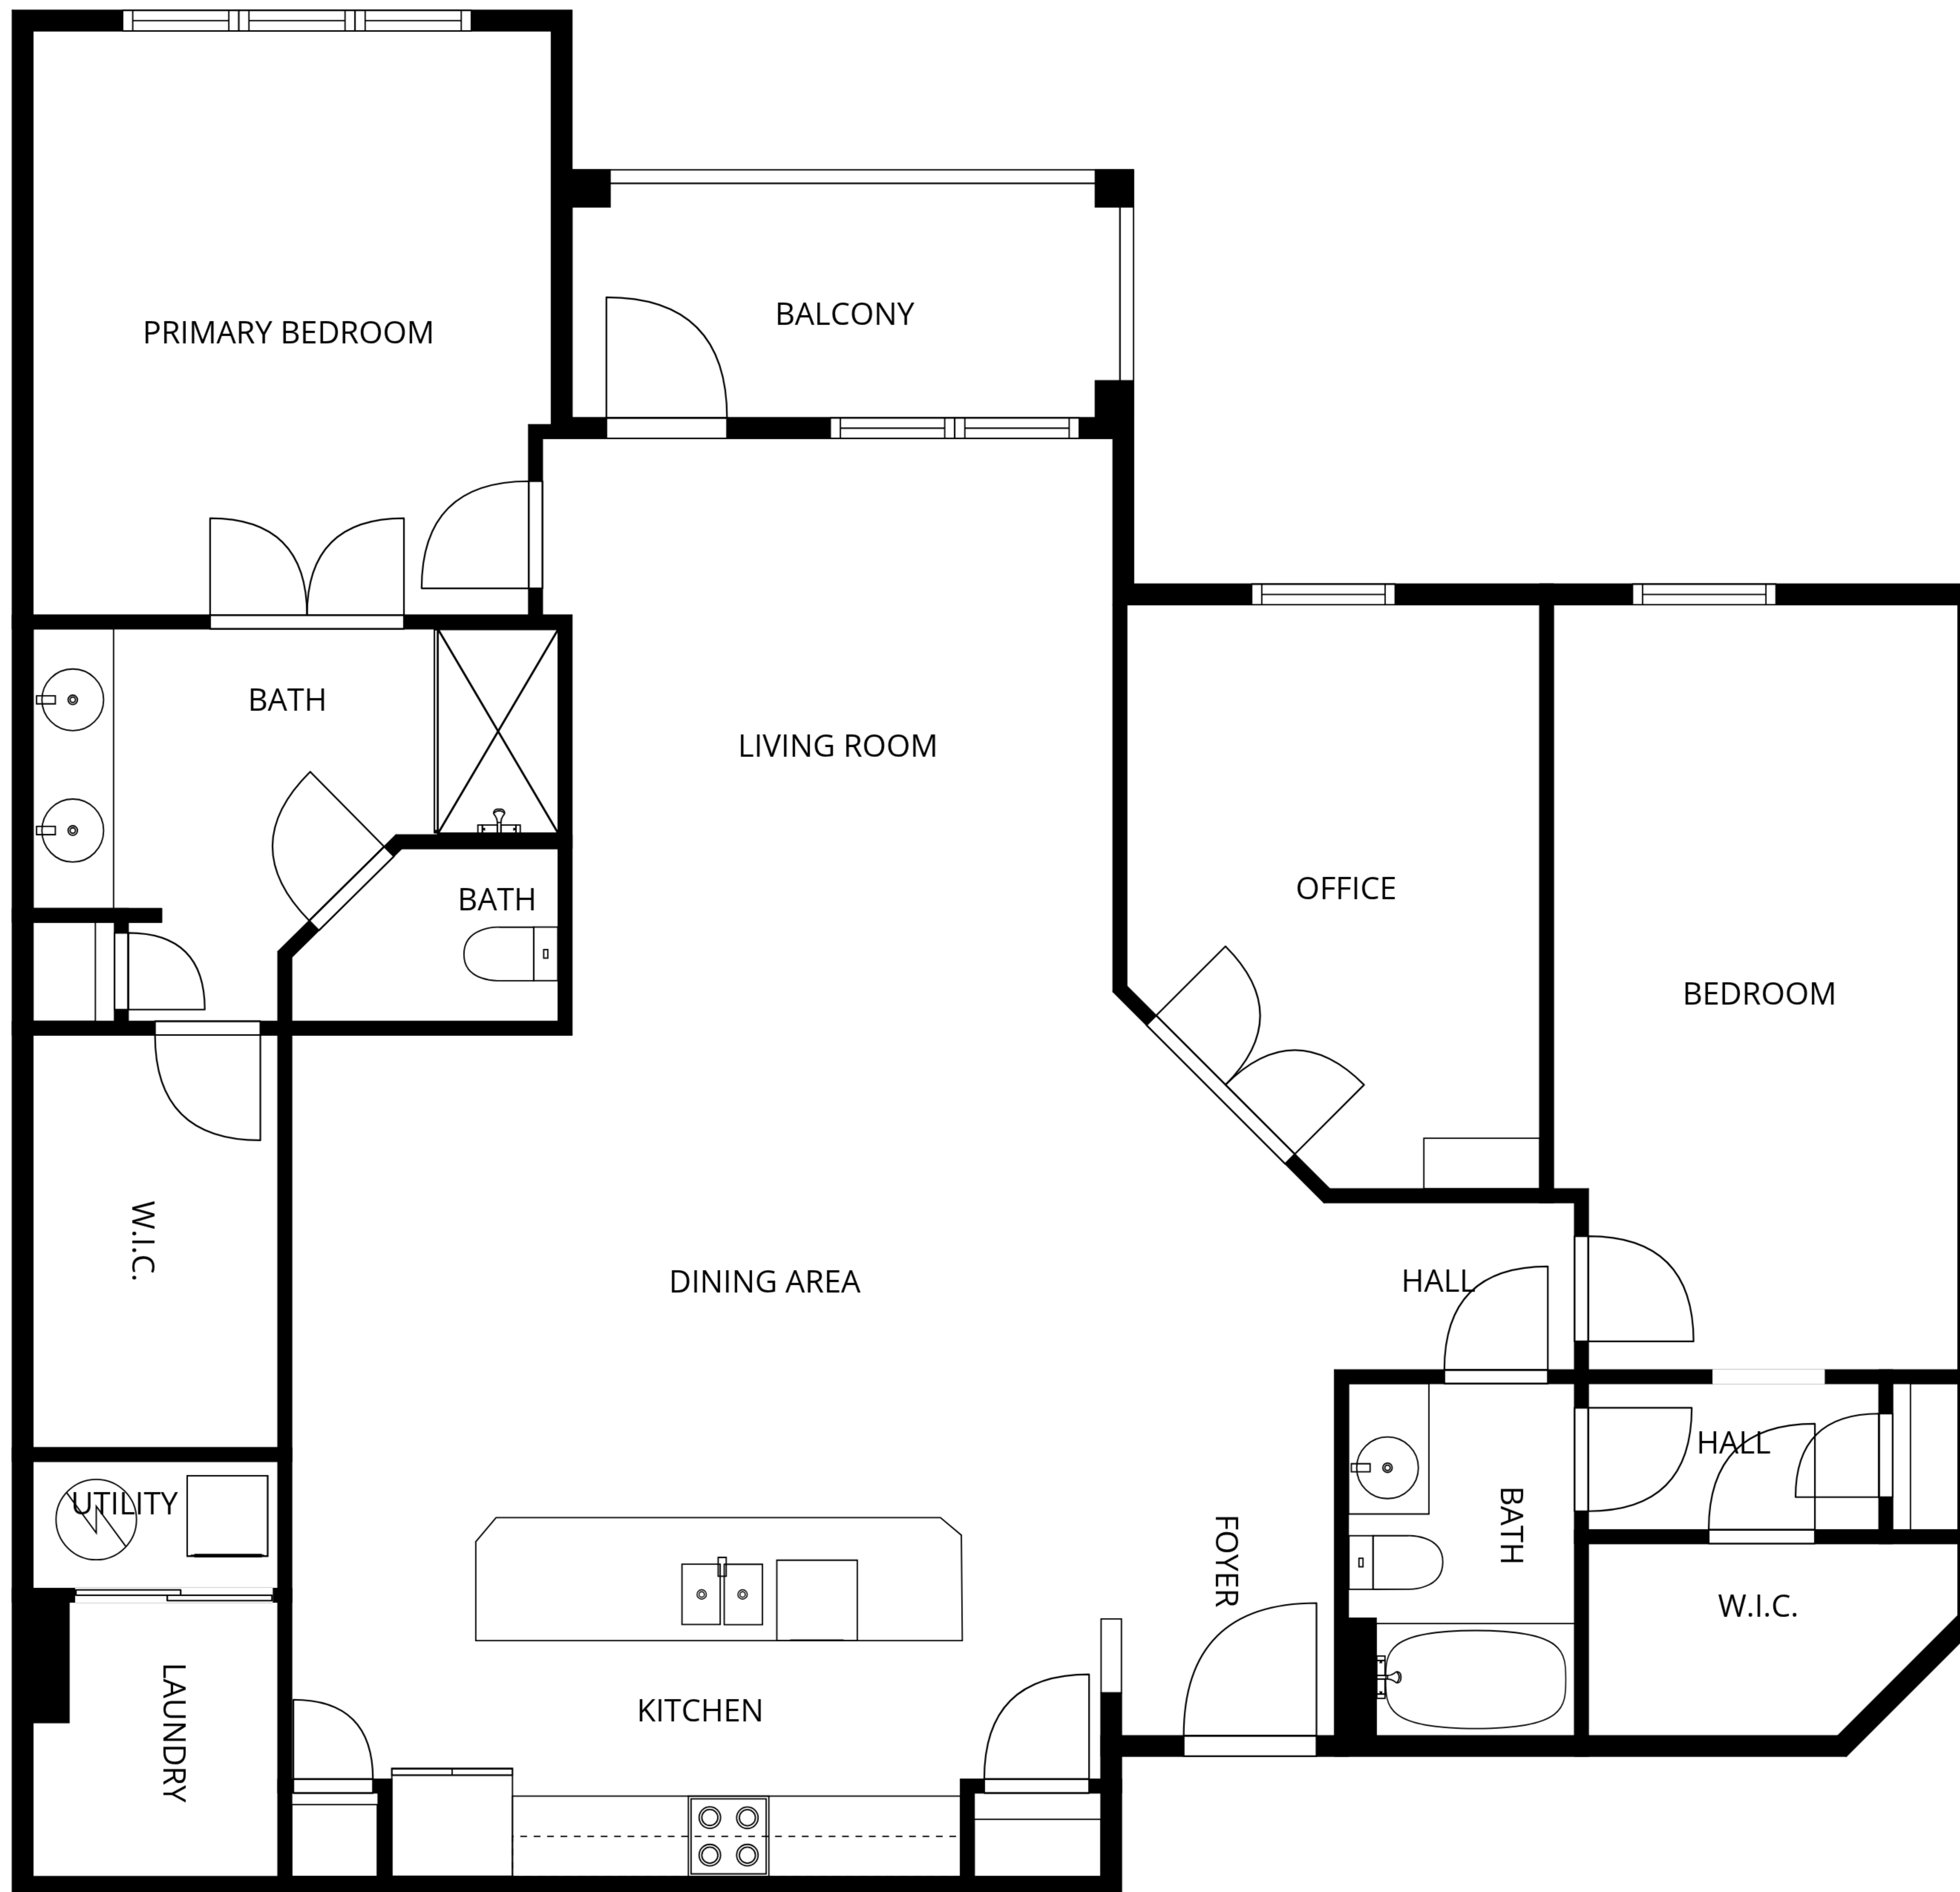 BALCONY
PRIMARY BEDROOM
BATH
LIVING ROOM
OFFICE
BATH
BEDROOM
W.I.C.
DINING AREA
HALL
HALL
UTILITY
BATH
FOYER
W.I.C.
LAUNDRY
KITCHEN